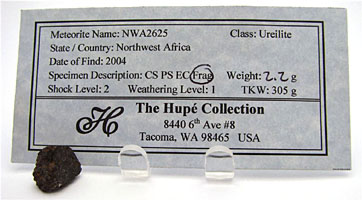 Meteorite Name: NWA2625 Class: Ureilite
State / Country: Northwest Africa
Date of Find: 2004
Specimen Description: CS PS EC Frag Weight: 2.2 g
Shock Level: 2 Weathering Level: 1 TKW: 305 g
H The Hupé Collection
8440 6th Ave #8
Tacoma, WA 98465 USA